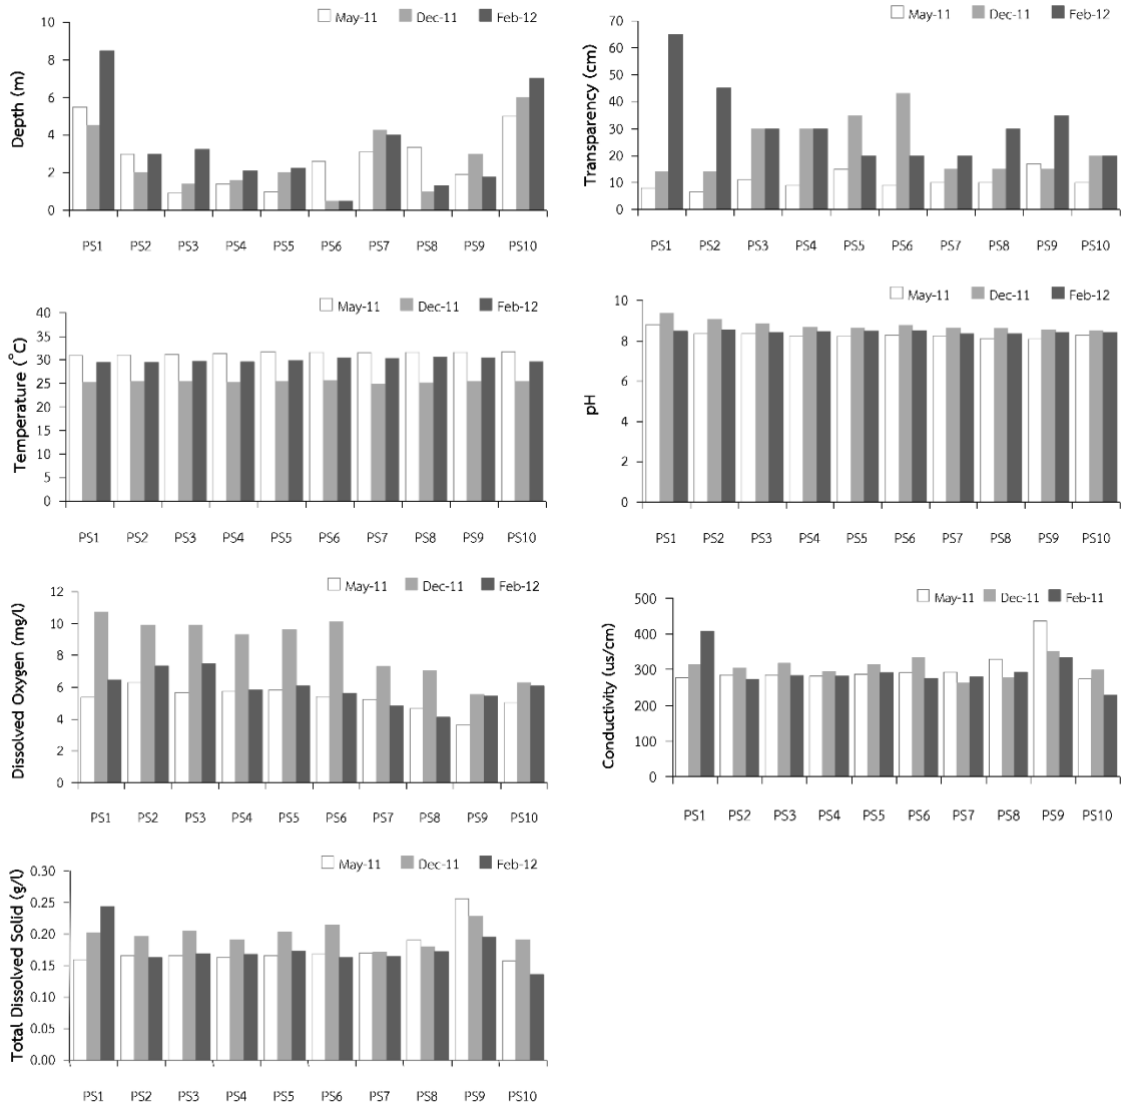 May-11 Dec-11 Feb-12
Depth (m)
10
8
6
4
2
0
PS1 PS2 PS3 PS4 PS5 PS6 PS7 PS8 PS9 PS10
May-11 Dec-11 Feb-12
Transparency (cm)
70
60
50
40
30
20
10
0
PS1 PS2 PS3 PS4 PS5 PS6 PS7 PS8 PS9 PS10
May-11 Dec-11 Feb-12
Temperature (°C)
40
35
30
25
20
15
10
5
0
PS1 PS2 PS3 PS4 PS5 PS6 PS7 PS8 PS9 PS10
May-11 Dec-11 Feb-12
pH
10
8
6
4
2
0
PS1 PS2 PS3 PS4 PS5 PS6 PS7 PS8 PS9 PS10
May-11 Dec-11 Feb-12
Dissolved Oxygen (mg/l)
12
10
8
6
4
2
0
PS1 PS2 PS3 PS4 PS5 PS6 PS7 PS8 PS9 PS10
May-11 Dec-11 Feb-11
Conductivity (us/cm)
500
400
300
200
100
0
PS1 PS2 PS3 PS4 PS5 PS6 PS7 PS8 PS9 PS10
May-11 Dec-11 Feb-12
Total Dissolved Solid (g/l)
0.30
0.25
0.20
0.15
0.10
0.05
0.00
PS1 PS2 PS3 PS4 PS5 PS6 PS7 PS8 PS9 PS10